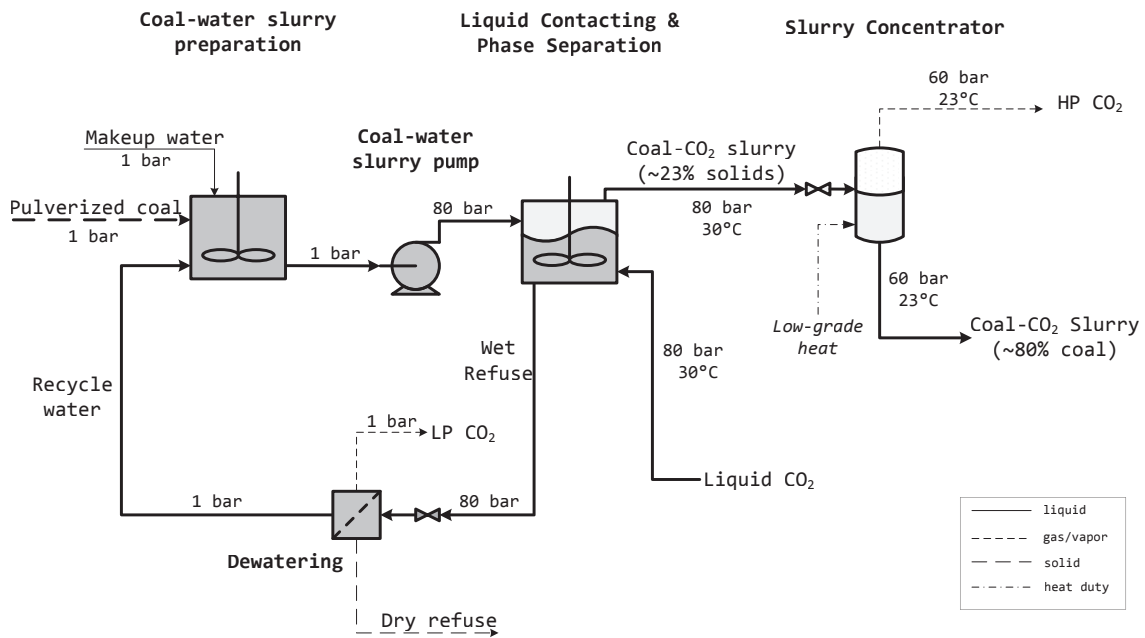 Coal-water slurry
preparation
Liquid Contacting &
Phase Separation
Slurry Concentrator
60 bar
23°C
HP CO₂
Makeup water
1 bar
Coal-water
slurry pump
Coal-CO₂ slurry
(~23% solids)
Pulverized coal
1 bar
80 bar
80 bar
30°C
1 bar
60 bar
23°C
Low-grade
heat
Coal-CO₂ Slurry
(~80% coal)
Wet
Refuse
80 bar
30°C
Recycle
water
1 bar
LP CO₂
Liquid CO₂
1 bar
80 bar
Dewatering
Dry refuse
liquid
gas/vapor
solid
heat duty